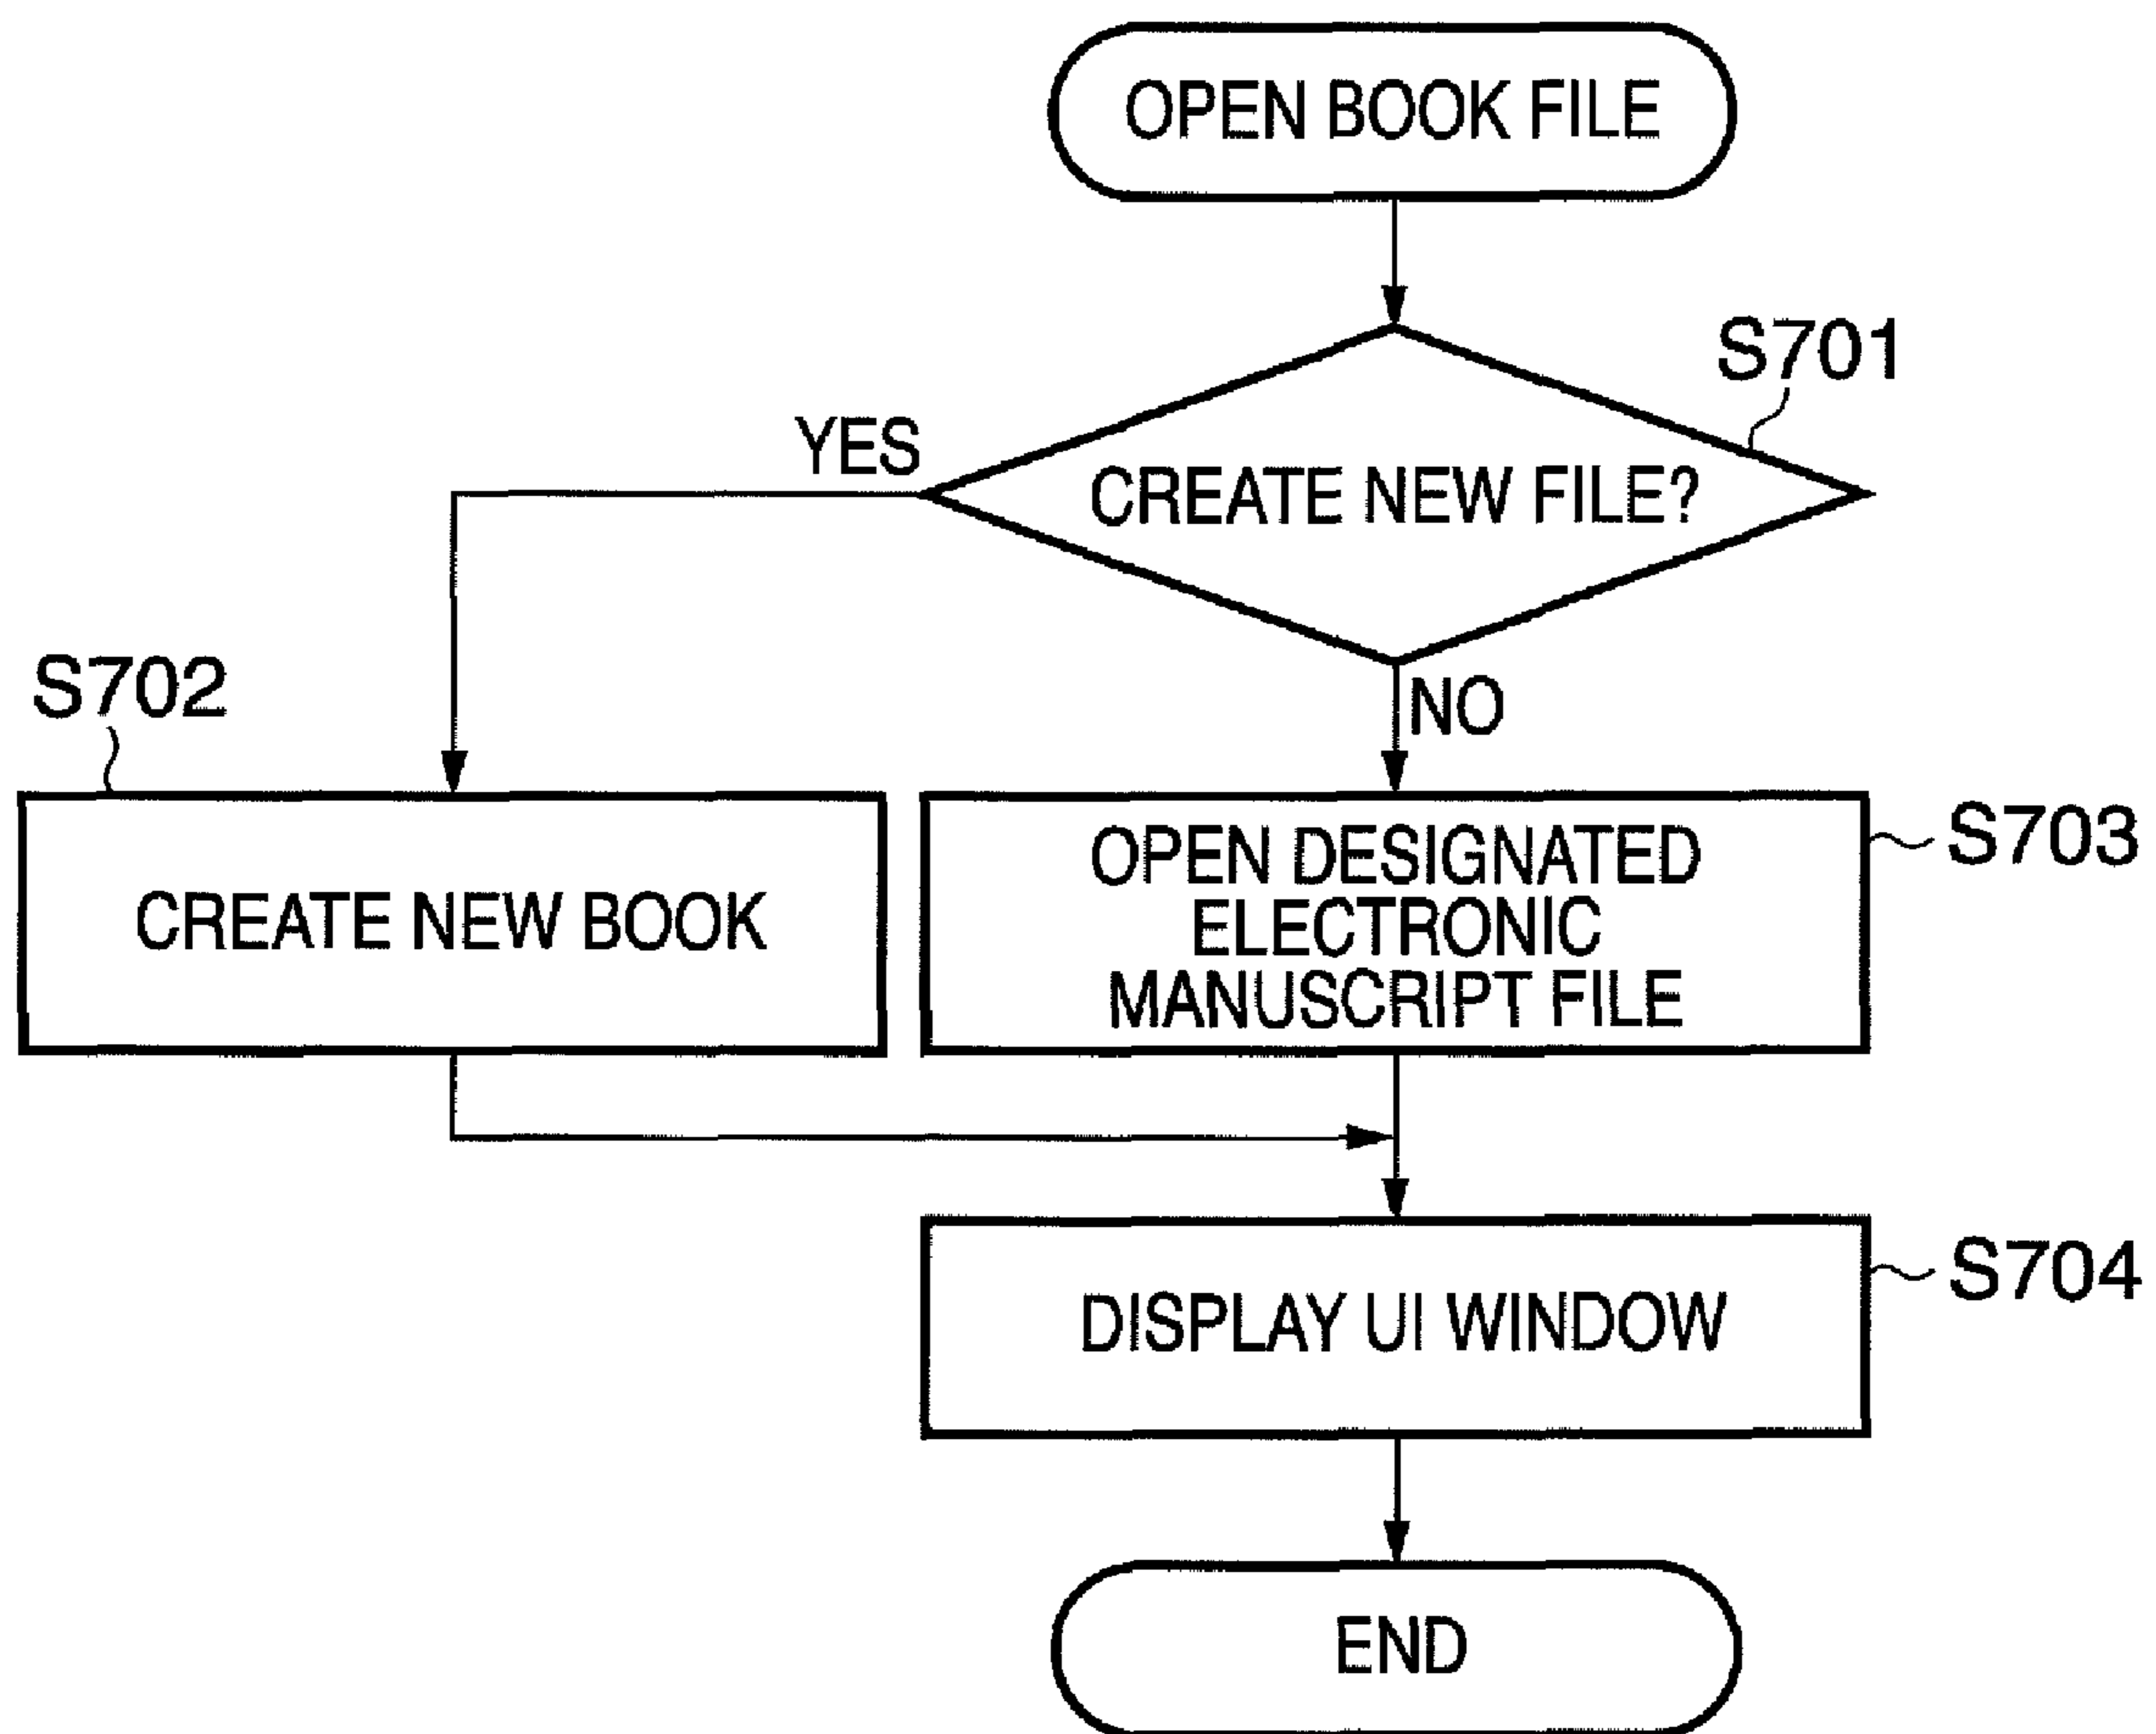 OPEN BOOK FILE
S701
YES
CREATE NEW FILE?
NO
S702
CREATE NEW BOOK
OPEN DESIGNATED
ELECTRONIC
MANUSCRIPT FILE
S703
DISPLAY UI WINDOW
S704
END